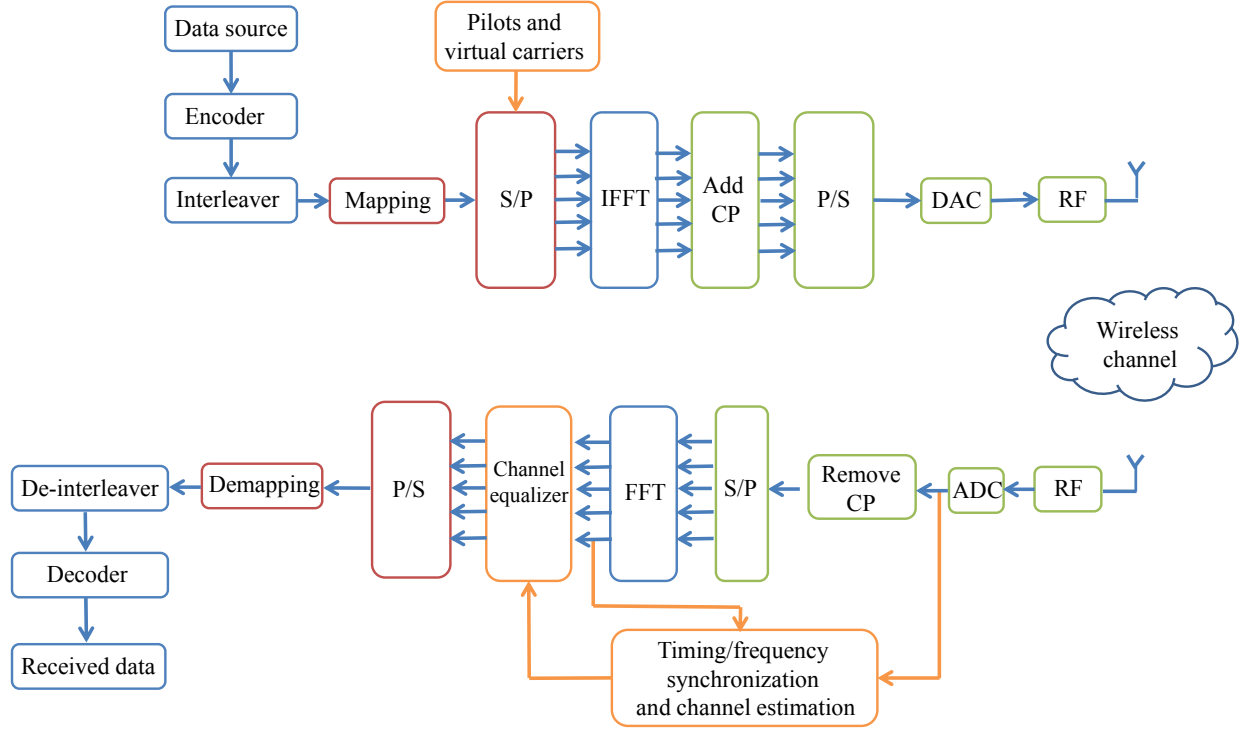 Data source
Pilots and
virtual carriers
Encoder
Interleaver
Mapping
S/P
IFFT
Add
CP
P/S
DAC
RF
Wireless
channel
De-interleaver
Demapping
P/S
Channel
equalizer
FFT
S/P
Remove
CP
ADC
RF
Decoder
Received data
Timing/frequency
synchronization
and channel estimation